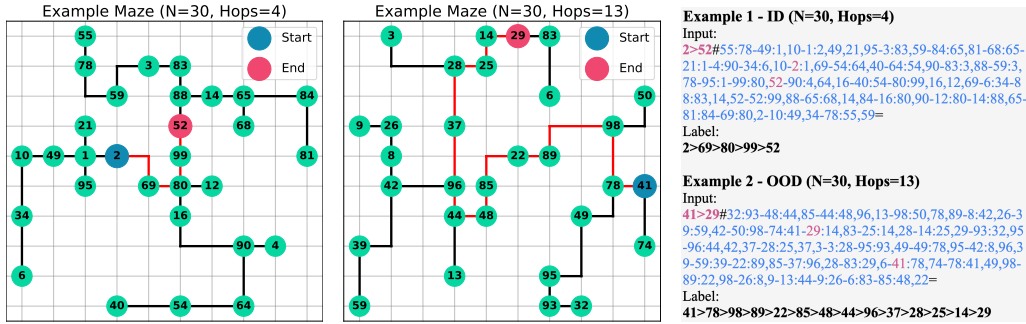 Example Maze (N=30, Hops=4)
55 Start
78 3 83 End
59 88 14 65 84
21 52 68
10 49 1 2 99 81
95 69 80 12
34 16
90 4
6
40 54 64
Example Maze (N=30, Hops=13)
3 14 29 83 Start
28 25 End
6 50
9 26 37 98
8 22 89
42 96 85 78 41
44 48 49
39 74
13 95
59 93 32
Example 1 - ID (N=30, Hops=4)
Input:
2>52#55:78-49:1,10-1:2,49,21,95-3:83,59-84:65,81-68:65-
21:1-4:90-34:6,10-2:1,69-54:64,40-64:54,90-83:3,88-59:3,
78-95:1-99:80,52-90:4,64,16-40:54-80:99,16,12,69-6:34-8
8:83,14,52-52:99,88-65:68,14,84-16:80,90-12:80-14:88,65-
81:84-69:80,2-10:49,34-78:55,59=
Label:
2>69>80>99>52
Example 2 - OOD (N=30, Hops=13)
Input:
41>29#32:93-48:44,85-44:48,96,13-98:50,78,89-8:42,26-3
9:59,42-50:98-74:41-29:14,83-25:14,28-14:25,29-93:32,95
-96:44,42,37-28:25,37,3-3:28-95:93,49-49:78,95-42:8,96,3
9-59:39-22:89,85-37:96,28-83:29,6-41:78,74-78:41,49,98-
89:22,98-26:8,9-13:44-9:26-6:83-85:48,22=
Label:
41>78>98>89>22>85>48>44>96>37>28>25>14>29